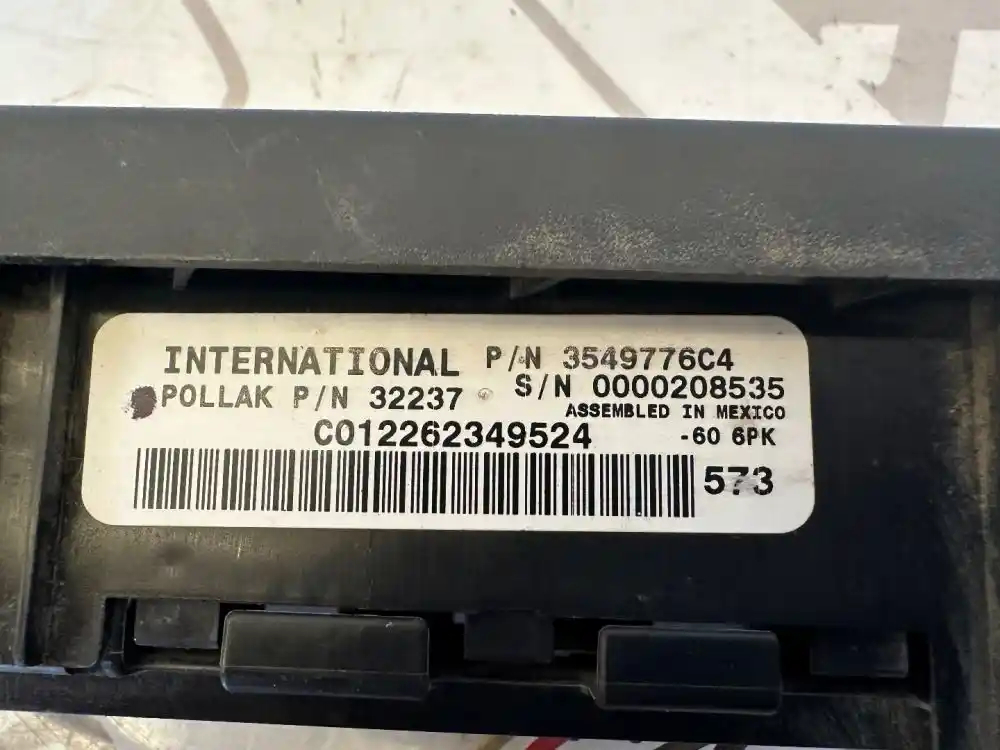 INTERNATIONAL P/N 3549776C4
POLLAK P/N 32237 S/N 0000208535
ASSEMBLED IN MEXICO
C012262349524 -60 6PK
573